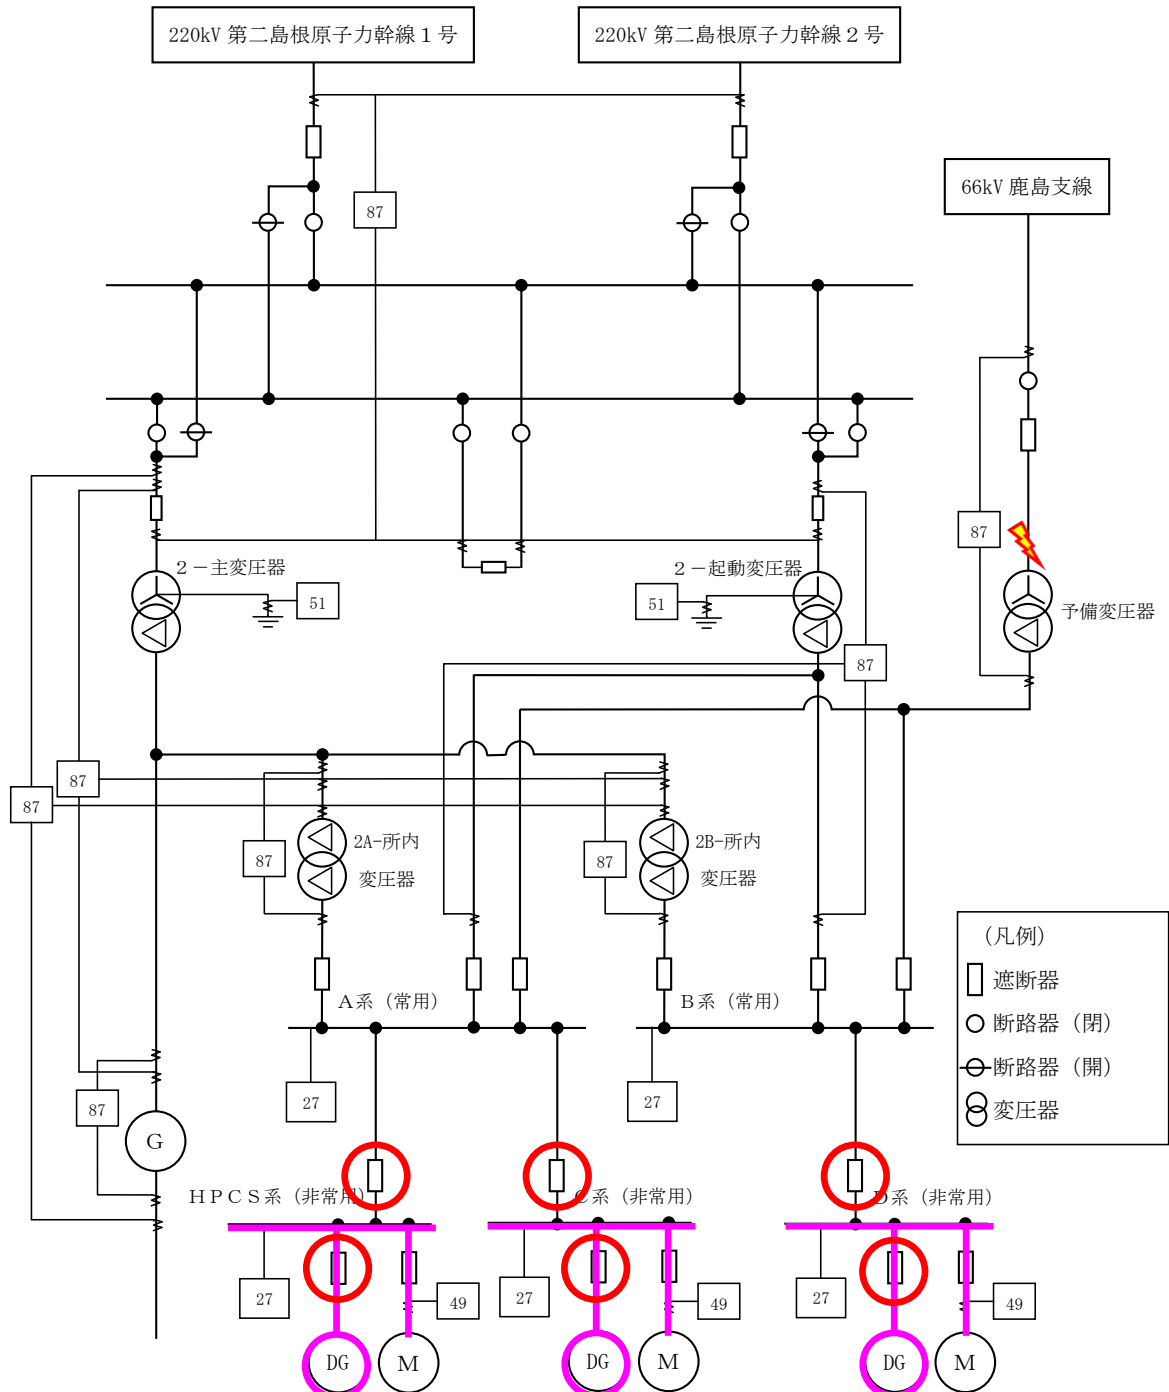 220kV 第二島根原子力幹線1号
220kV 第二島根原子力幹線2号
66kV 鹿島支線
87
87
2-主変圧器
51
2-起動変圧器
51
予備変圧器
87
87
87
2A-所内
変圧器
87
2B-所内
変圧器
87
(凡例)
遮断器
断路器(閉)
断路器(開)
変圧器
A系(常用)
B系(常用)
27
27
87
G
HPCS系(非常用)
C系(非常用)
D系(非常用)
27
49
27
49
27
49
DG
M
DG
M
DG
M